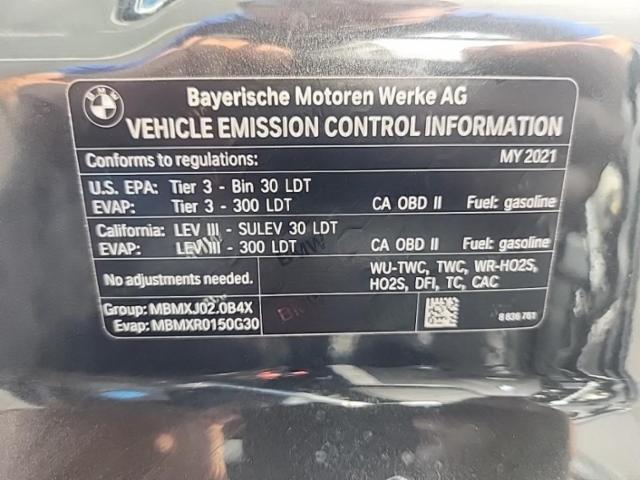 BMW
Bayerische Motoren Werke AG
VEHICLE EMISSION CONTROL INFORMATION
Conforms to regulations: MY 2021
U.S. EPA: Tier 3 - Bin 30 LDT
EVAP: Tier 3 - 300 LDT CA OBD II Fuel: gasoline
California: LEV III - SULEV 30 LDT
EVAP: LEV III - 300 LDT CA OBD II Fuel: gasoline
No adjustments needed.
WU-TWC, TWC, WR-HO2S,
HO2S, DFI, TC, CAC
Group: MBMXJ02.0B4X
Evap: MBMXR0150G30
8 836 761